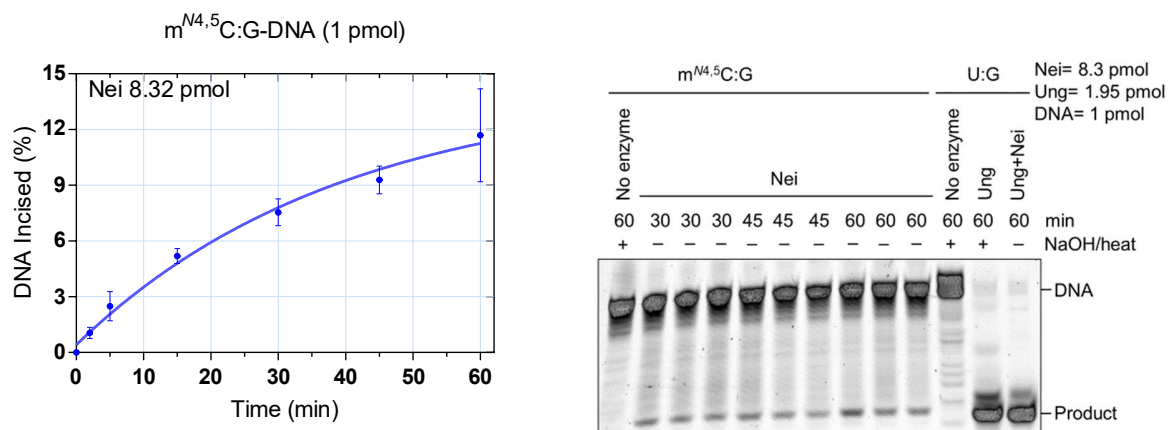 m^N4,5C:G-DNA (1 pmol)
Nei 8.32 pmol
DNA Incised (%)
15
12
9
6
3
0
0 10 20 30 40 50 60
Time (min)
m^N4,5C:G
U:G
Nei= 8.3 pmol
Ung= 1.95 pmol
DNA= 1 pmol
No enzyme
Nei
No enzyme
Ung
Ung+Nei
60 30 30 30 45 45 45 60 60 60 60 60 60 min
+ – – – – – – – – – + + – NaOH/heat
DNA
Product